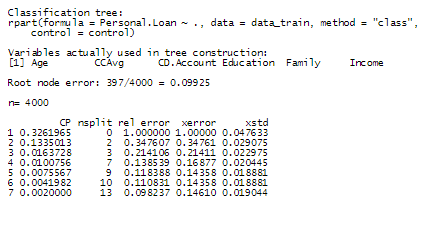 Classification tree:
rpart(formula = Personal.Loan ~ ., data = data_train, method = "class",
    control = control)
Variables actually used in tree construction:
[1] Age        CCAvg      CD.Account Education  Family     Income
Root node error: 397/4000 = 0.09925
n= 4000
         CP nsplit rel error  xerror     xstd
1 0.3261965      0  1.000000 1.00000 0.047633
2 0.1335013      2  0.347607 0.34761 0.029075
3 0.0163728      3  0.214106 0.21411 0.022975
4 0.0100756      7  0.138539 0.16877 0.020445
5 0.0075567      9  0.118388 0.14358 0.018881
6 0.0041982     10  0.110831 0.14358 0.018881
7 0.0020000     13  0.098237 0.14610 0.019044